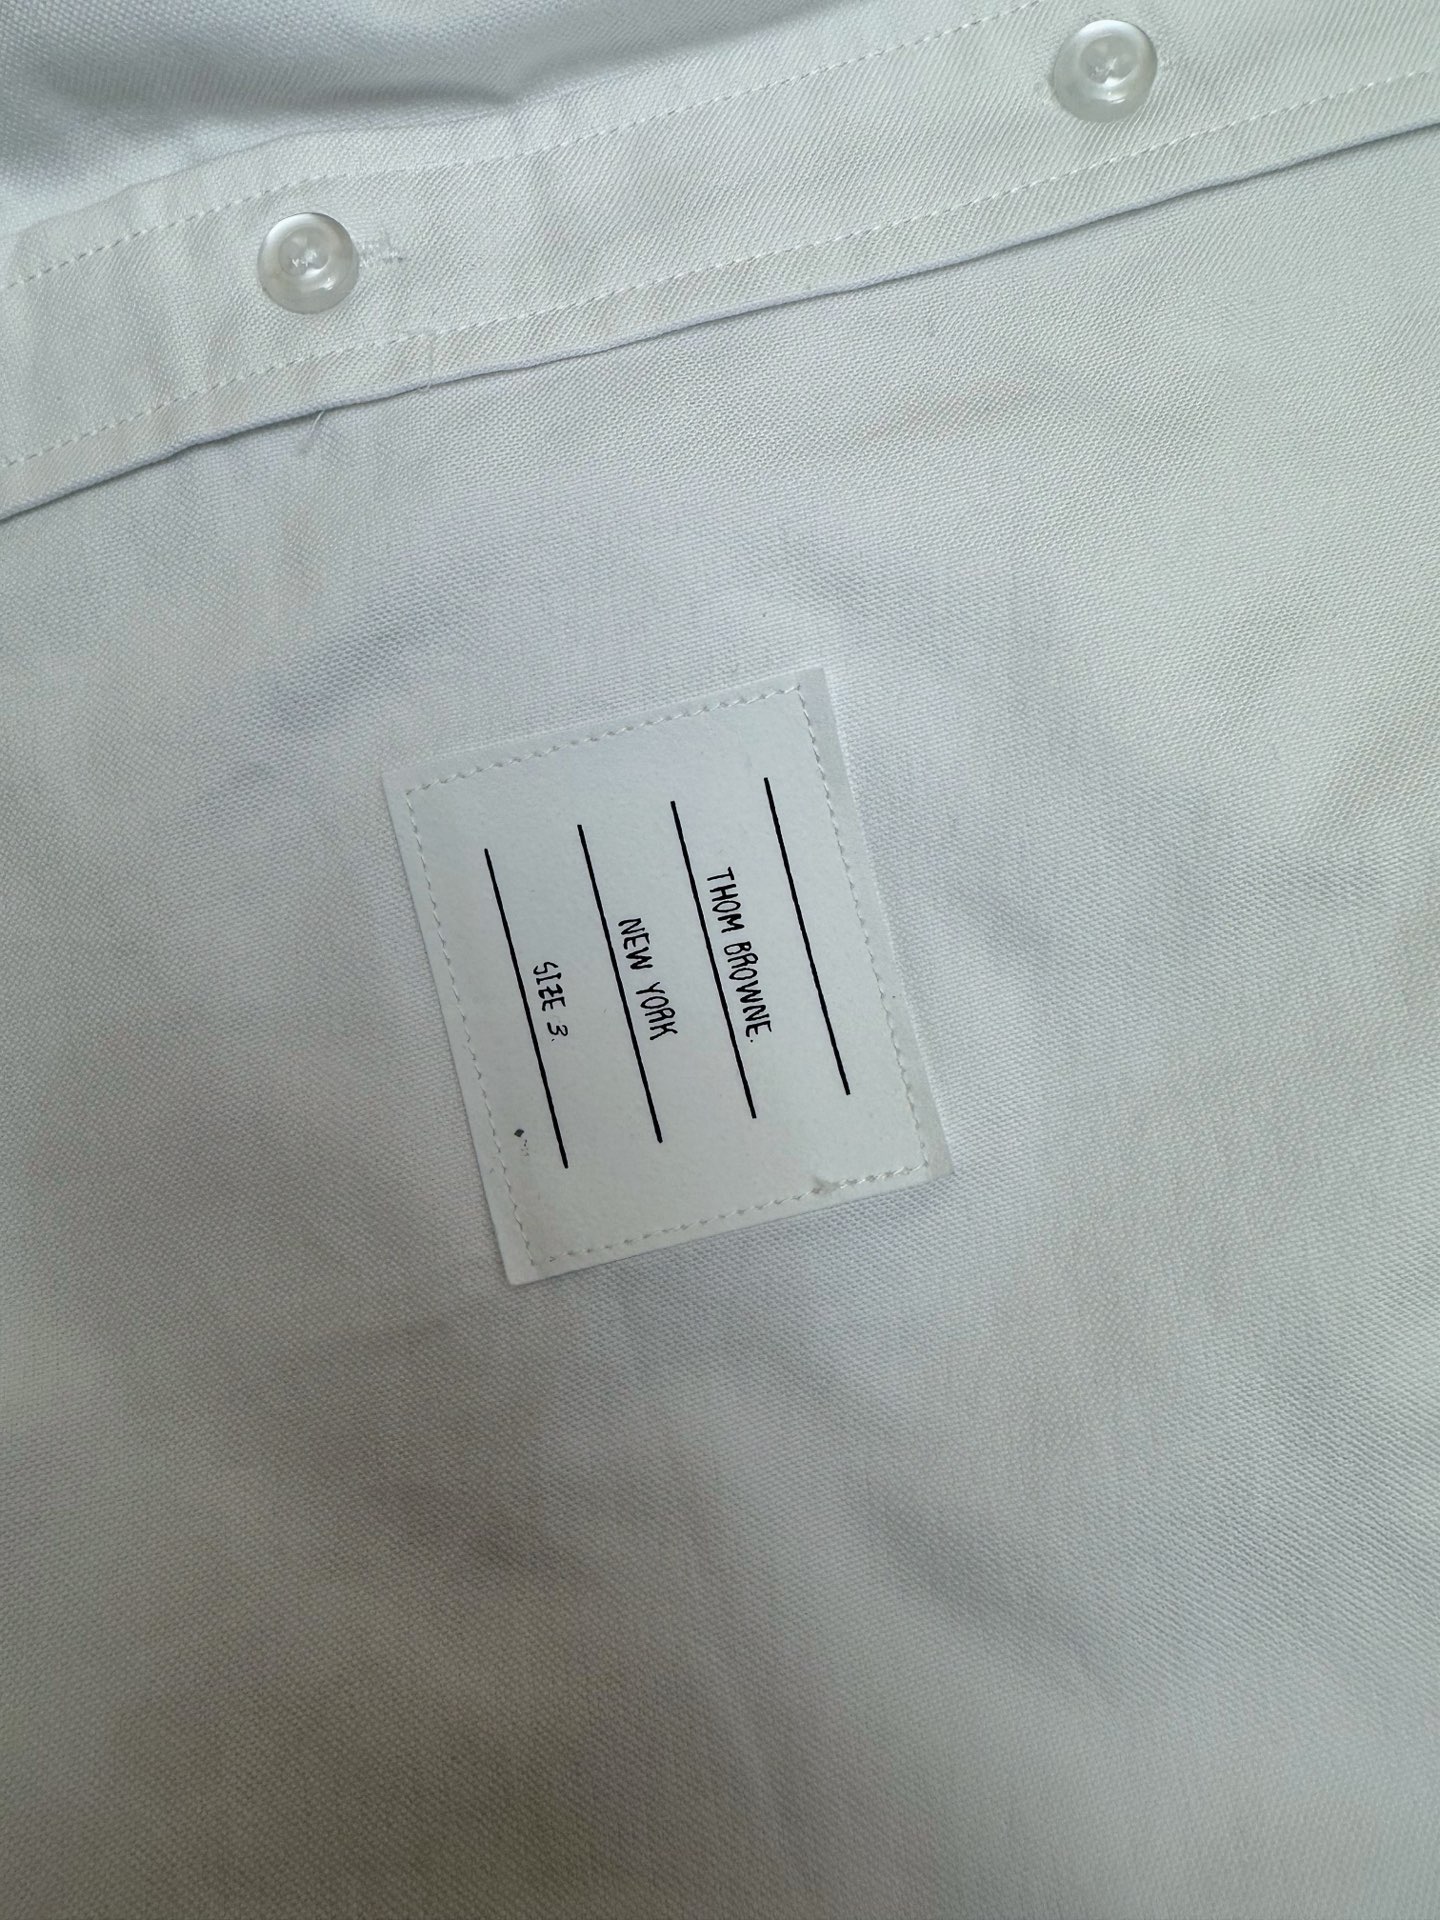 THOM BROWNE.
NEW YORK
SIZE 3.